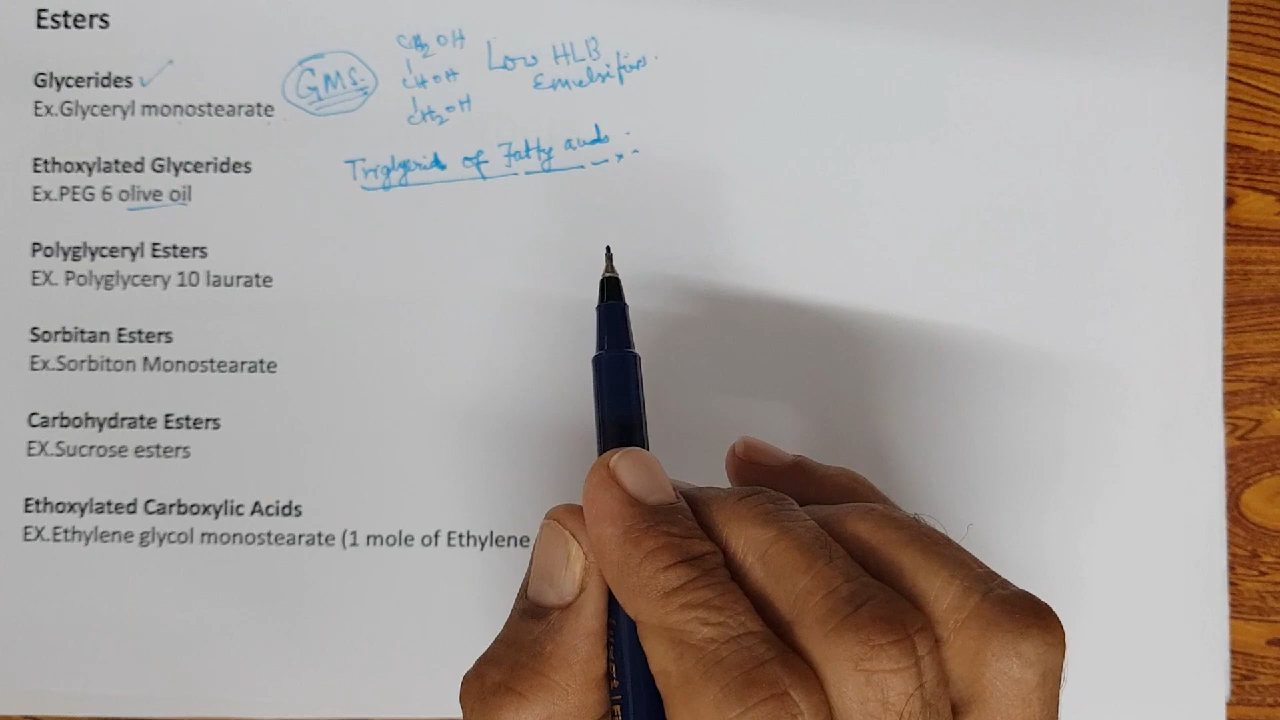 Esters
Glycerides
Ex.Glyceryl monostearate
GMS.
CH2OH
CHOH
CH2OH
Low HLB
Emulsifiers.
Ethoxylated Glycerides
Ex.PEG 6 olive oil
Triglycerid of Fatty acids.
Polyglyceryl Esters
EX. Polyglycery 10 laurate
Sorbitan Esters
Ex.Sorbiton Monostearate
Carbohydrate Esters
EX.Sucrose esters
Ethoxylated Carboxylic Acids
EX.Ethylene glycol monostearate (1 mole of Ethylene